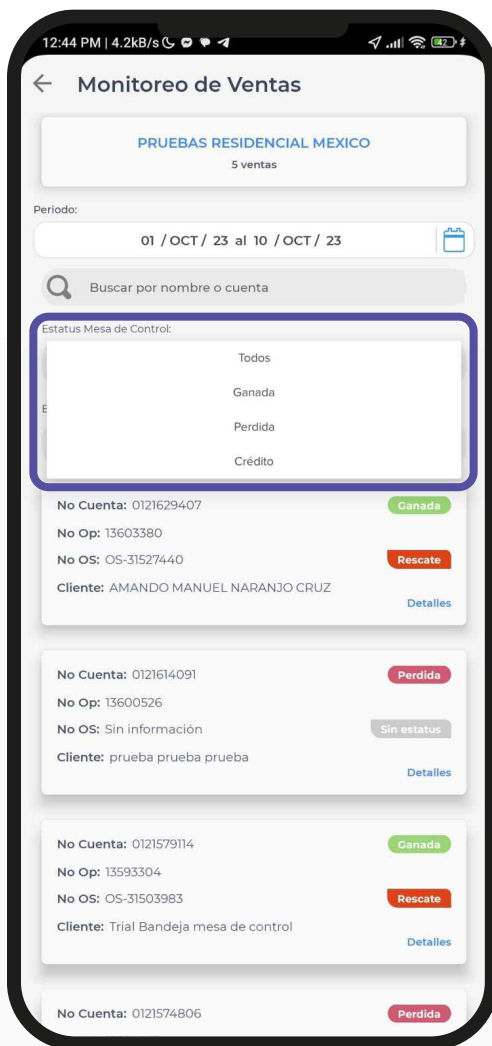 12:44 PM | 4.2kB/s
42
Monitoreo de Ventas
PRUEBAS RESIDENCIAL MEXICO
5 ventas
Periodo:
01 / OCT / 23 al 10 / OCT / 23
Buscar por nombre o cuenta
Estatus Mesa de Control:
Todos
Ganada
E
Perdida
Crédito
No Cuenta: 0121629407 Ganada
No Op: 13603380
No OS: OS-31527440 Rescate
Cliente: AMANDO MANUEL NARANJO CRUZ
Detalles
No Cuenta: 0121614091 Perdida
No Op: 13600526
No OS: Sin información Sin estatus
Cliente: prueba prueba prueba
Detalles
No Cuenta: 0121579114 Ganada
No Op: 13593304
No OS: OS-31503983 Rescate
Cliente: Trial Bandeja mesa de control
Detalles
No Cuenta: 0121574806 Perdida